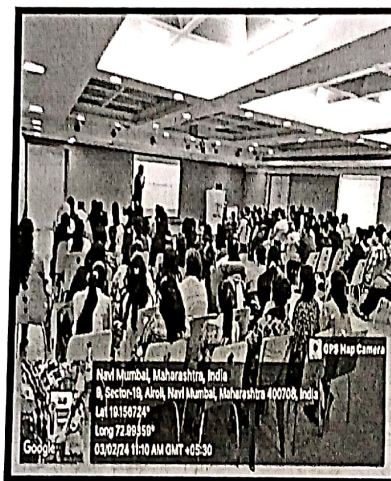 GPS Map Camera
Navi Mumbai, Maharashtra, India
8, Sector-19, Airoli, Navi Mumbai, Maharashtra 400708, India
Lat 19.156724°
Long 72.99359°
03/02/24 11:10 AM GMT +05:30
Google